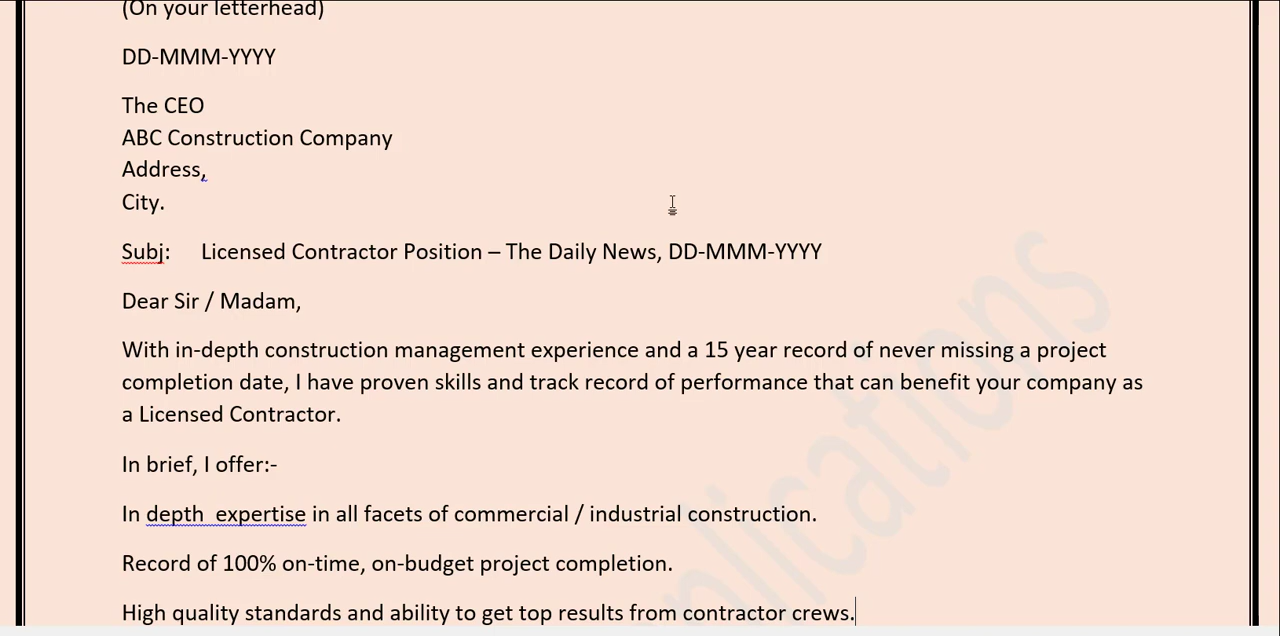 (On your letterhead)
DD-MMM-YYYY
The CEO
ABC Construction Company
Address,
City.
Subj: Licensed Contractor Position – The Daily News, DD-MMM-YYYY
Dear Sir / Madam,
With in-depth construction management experience and a 15 year record of never missing a project
completion date, I have proven skills and track record of performance that can benefit your company as
a Licensed Contractor.
In brief, I offer:-
In depth  expertise in all facets of commercial / industrial construction.
Record of 100% on-time, on-budget project completion.
High quality standards and ability to get top results from contractor crews.